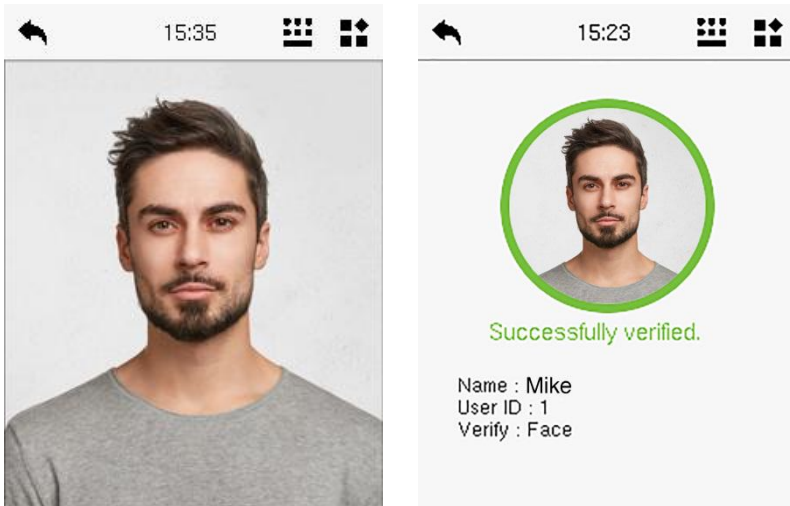 15:35
15:23
Successfully verified.
Name : Mike
User ID : 1
Verify : Face